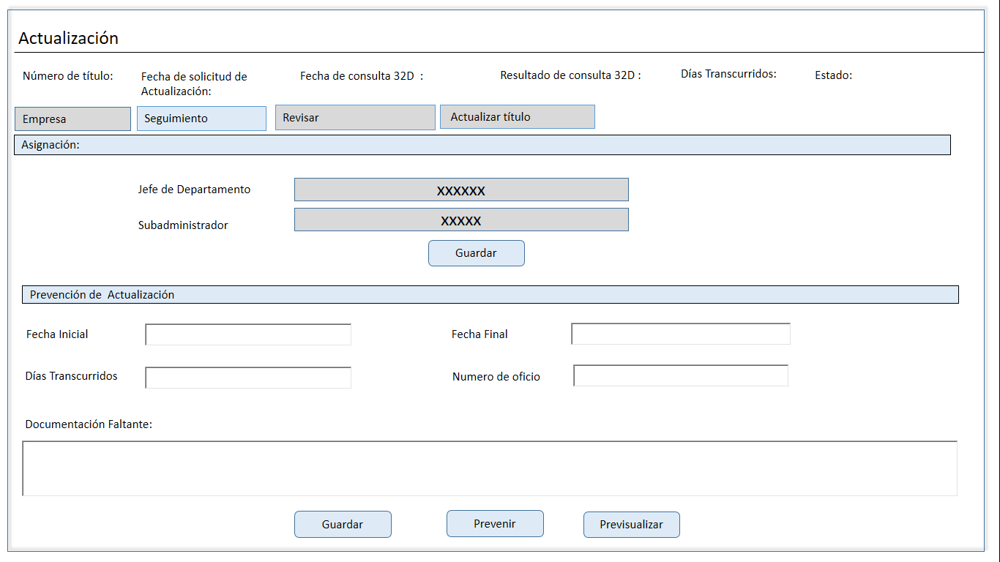 Actualización
Número de título:
Fecha de solicitud de
Actualización:
Fecha de consulta 32D :
Resultado de consulta 32D :
Días Transcurridos:
Estado:
Empresa
Seguimiento
Revisar
Actualizar título
Asignación:
Jefe de Departamento
XXXXXX
Subadministrador
XXXXX
Guardar
Prevención de Actualización
Fecha Inicial
Fecha Final
Días Transcurridos
Numero de oficio
Documentación Faltante:
Guardar
Prevenir
Previsualizar